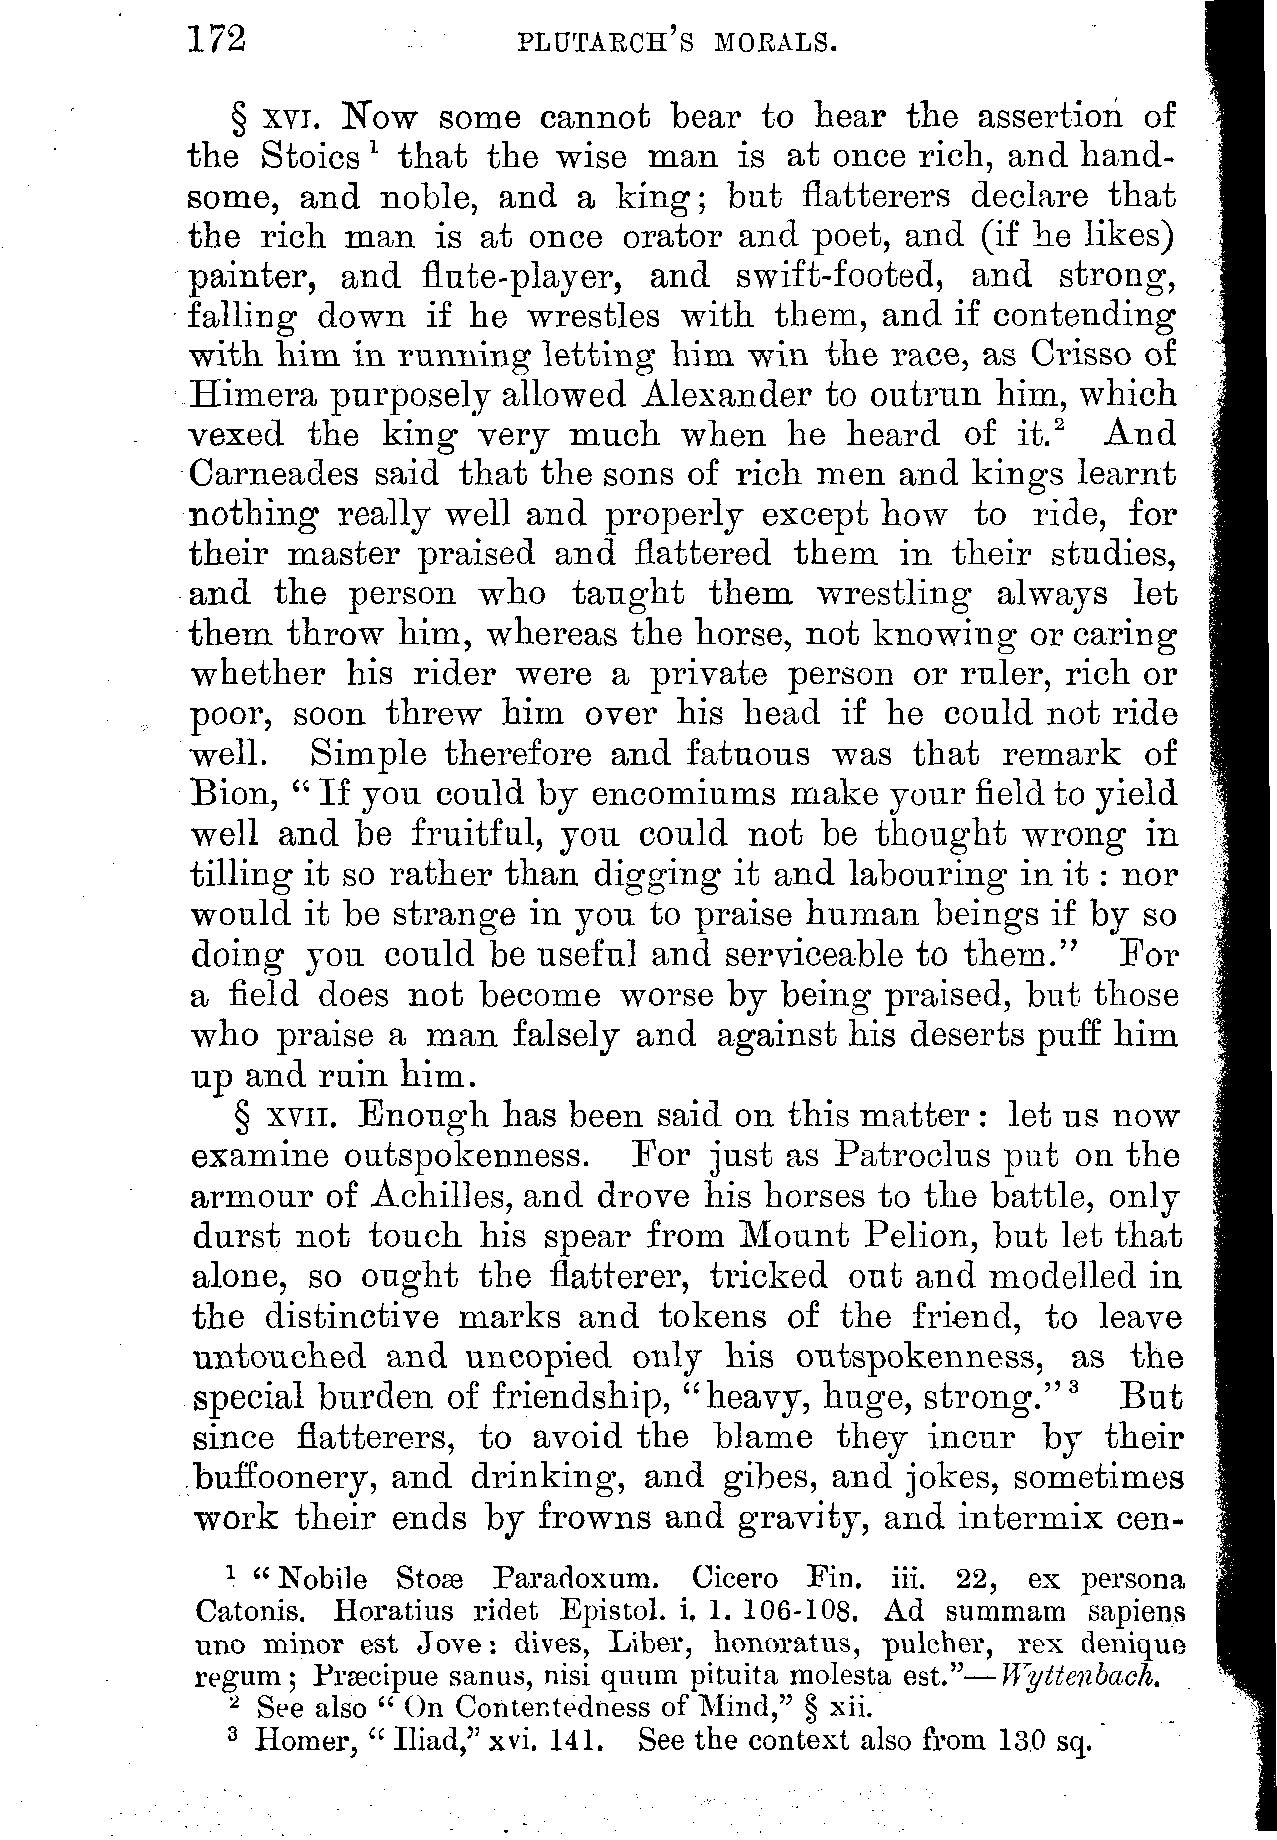 172 PLUTARCH'S MORALS.
§ XVI. Now some cannot bear to hear the assertion of
the Stoics¹ that the wise man is at once rich, and hand-
some, and noble, and a king; but flatterers declare that
the rich man is at once orator and poet, and (if he likes)
painter, and flute-player, and swift-footed, and strong,
falling down if he wrestles with them, and if contending
with him in running letting him win the race, as Crisso of
Himera purposely allowed Alexander to outrun him, which
vexed the king very much when he heard of it.² And
Carneades said that the sons of rich men and kings learnt
nothing really well and properly except how to ride, for
their master praised and flattered them in their studies,
and the person who taught them wrestling always let
them throw him, whereas the horse, not knowing or caring
whether his rider were a private person or ruler, rich or
poor, soon threw him over his head if he could not ride
well. Simple therefore and fatuous was that remark of
Bion, "If you could by encomiums make your field to yield
well and be fruitful, you could not be thought wrong in
tilling it so rather than digging it and labouring in it: nor
would it be strange in you to praise human beings if by so
doing you could be useful and serviceable to them." For
a field does not become worse by being praised, but those
who praise a man falsely and against his deserts puff him
up and ruin him.
§ XVII. Enough has been said on this matter: let us now
examine outspokenness. For just as Patroclus put on the
armour of Achilles, and drove his horses to the battle, only
durst not touch his spear from Mount Pelion, but let that
alone, so ought the flatterer, tricked out and modelled in
the distinctive marks and tokens of the friend, to leave
untouched and uncopied only his outspokenness, as the
special burden of friendship, "heavy, huge, strong."³ But
since flatterers, to avoid the blame they incur by their
buffoonery, and drinking, and gibes, and jokes, sometimes
work their ends by frowns and gravity, and intermix cen-
¹ "Nobile Stoæ Paradoxum. Cicero Fin. iii. 22, ex persona
Catonis. Horatius ridet Epistol. i. 1. 106-108. Ad summam sapiens
uno minor est Jove: dives, Liber, honoratus, pulcher, rex denique
regum; Præcipue sanus, nisi quum pituita molesta est."—Wyttenbach.
² See also "On Contentedness of Mind," § xii.
³ Homer, "Iliad," xvi. 141. See the context also from 130 sq.